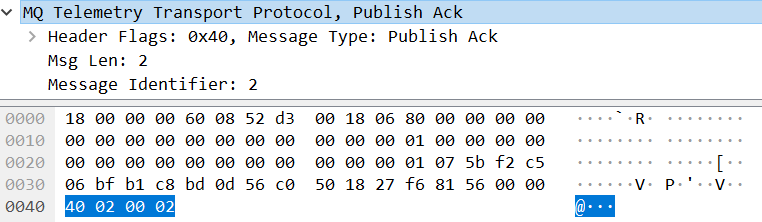 MQ Telemetry Transport Protocol, Publish Ack
Header Flags: 0x40, Message Type: Publish Ack
Msg Len: 2
Message Identifier: 2
0000 18 00 00 00 60 08 52 d3 00 18 06 80 00 00 00 00 ····`·R· ········
0010 00 00 00 00 00 00 00 00 00 00 00 01 00 00 00 00 ········ ········
0020 00 00 00 00 00 00 00 00 00 00 00 01 07 5b f2 c5 ········ ·····[··
0030 06 bf b1 c8 bd 0d 56 c0 50 18 27 f6 81 56 00 00 ······V· P·'··V··
0040 40 02 00 02 @···